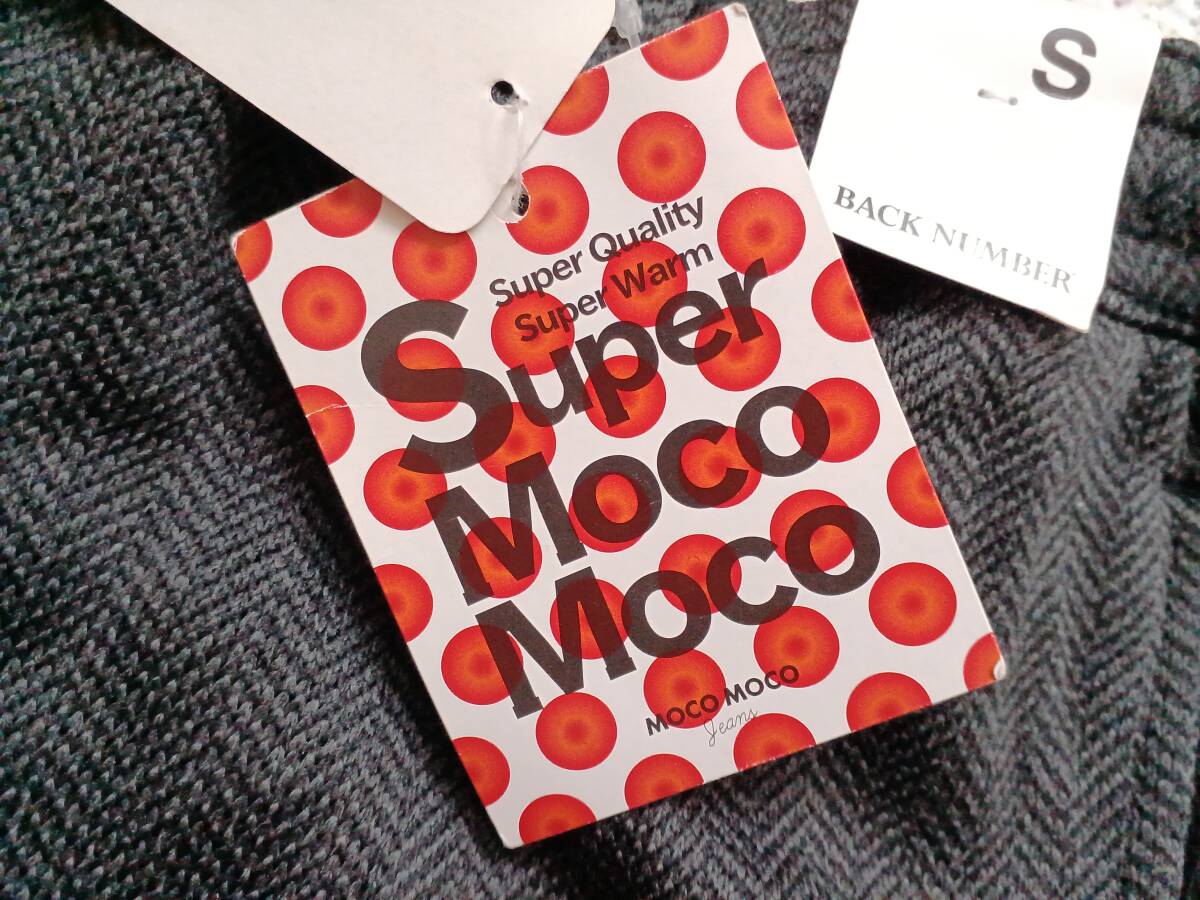 Super Quality
Super Warm
Super
Moco
Moco
MOCO MOCO
Jeans
S
BACK NUMBER